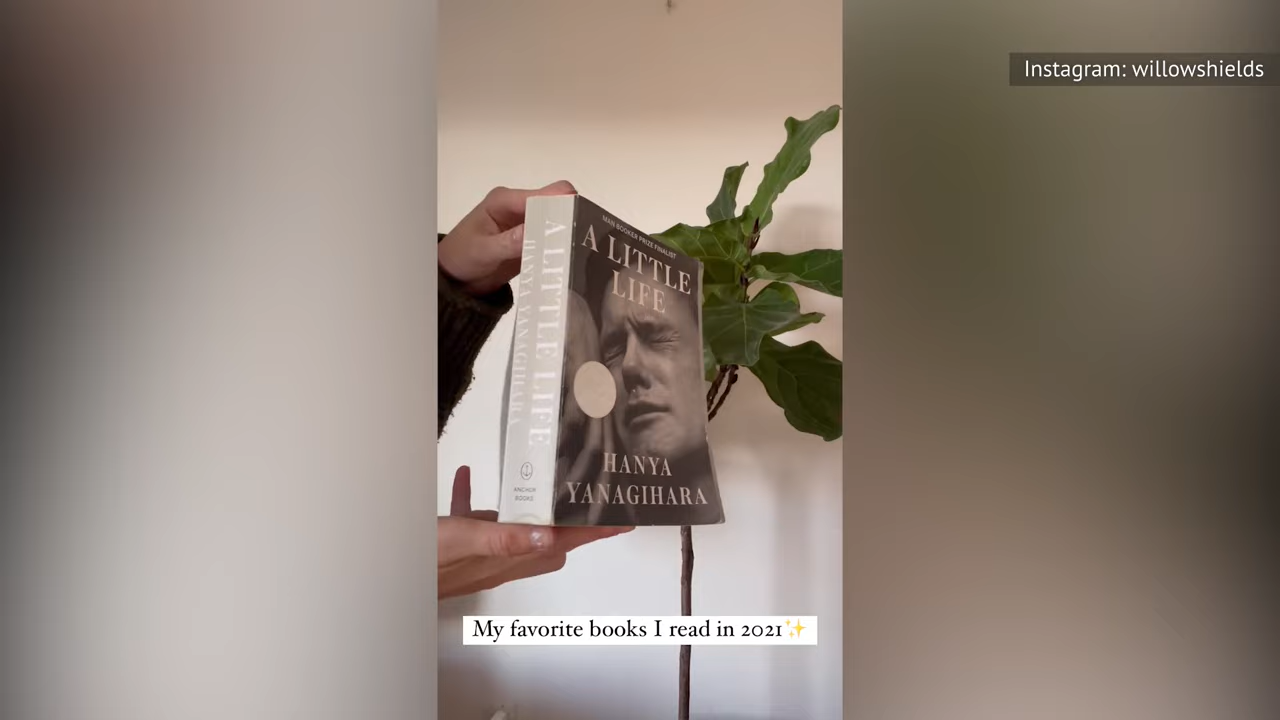 Instagram: willowshields
A LITTLE LIFE
HANYA YANAGIHARA
ANCHOR
BOOKS
MAN BOOKER PRIZE FINALIST
A LITTLE
LIFE
HANYA
YANAGIHARA
My favorite books I read in 2021✨